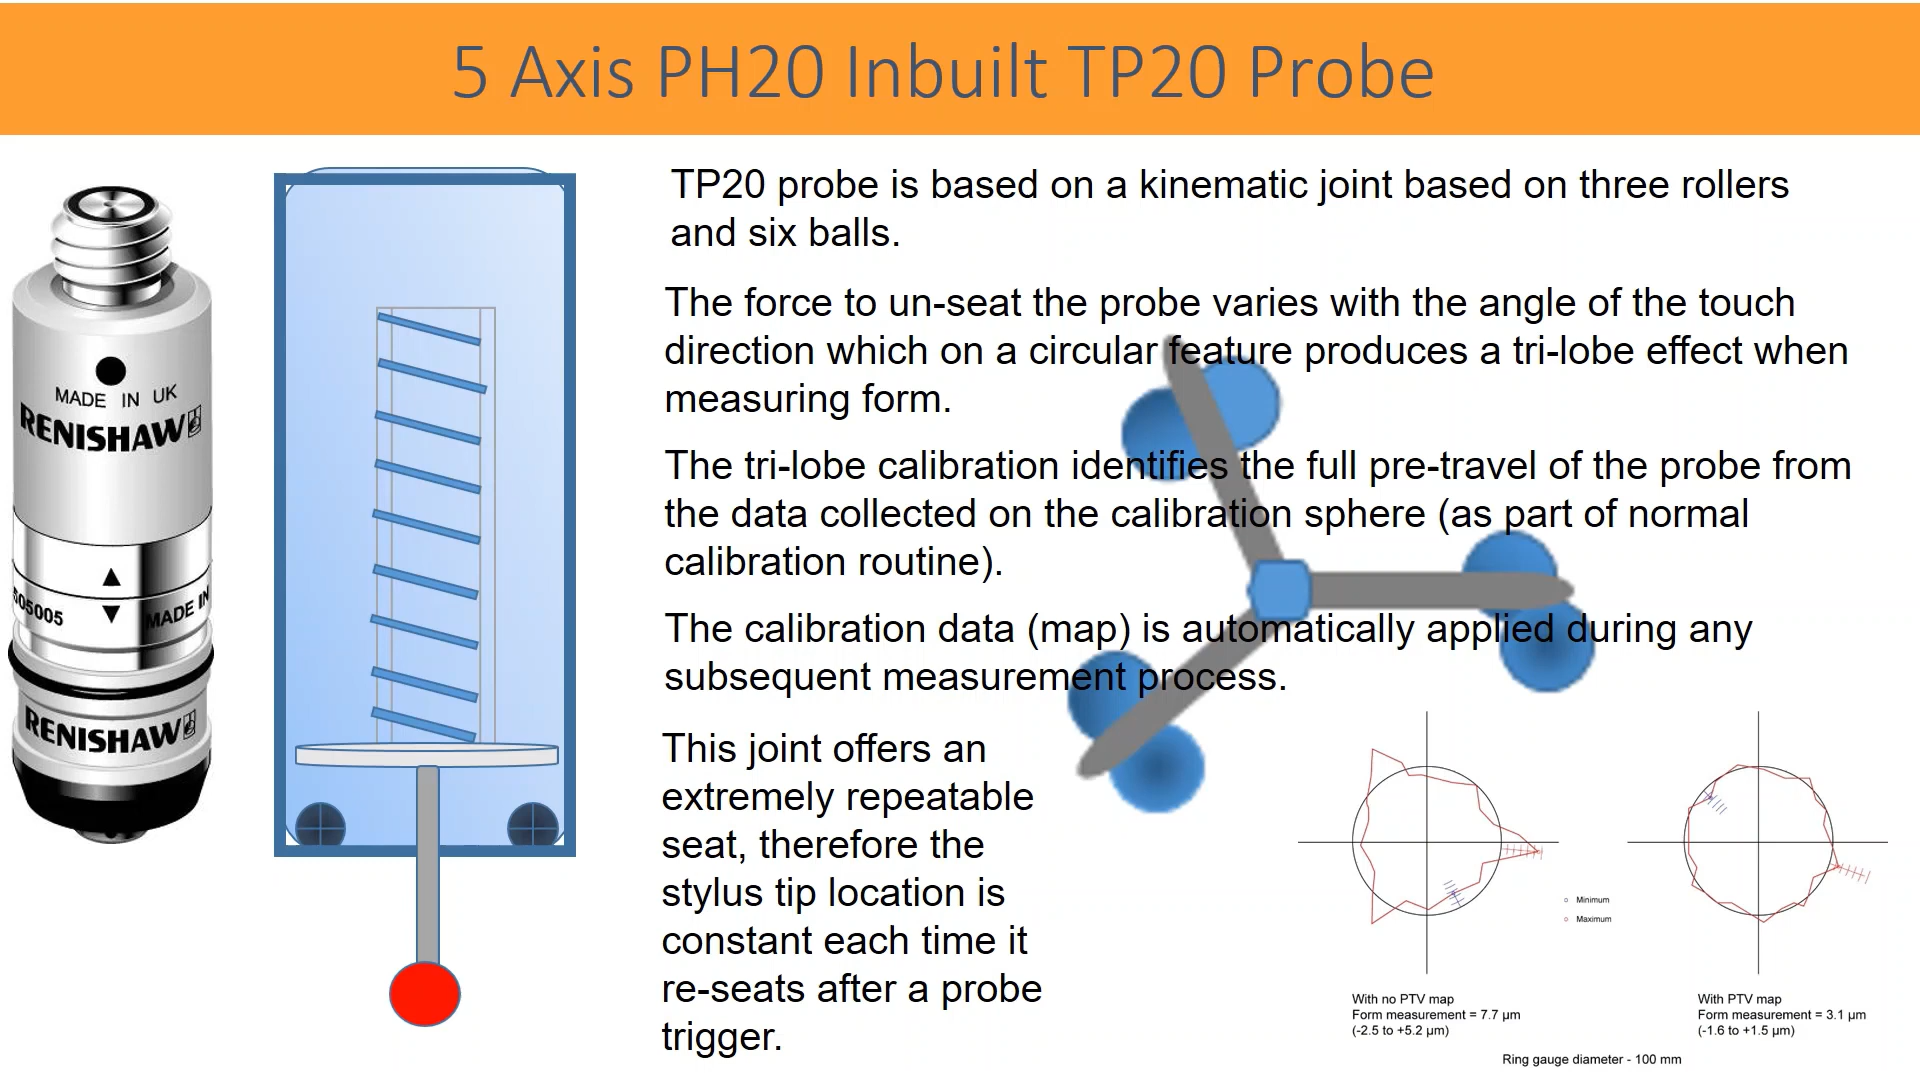 5 Axis PH20 Inbuilt TP20 Probe
TP20 probe is based on a kinematic joint based on three rollers
and six balls.
The force to un-seat the probe varies with the angle of the touch
direction which on a circular feature produces a tri-lobe effect when
measuring form.
The tri-lobe calibration identifies the full pre-travel of the probe from
the data collected on the calibration sphere (as part of normal
calibration routine).
The calibration data (map) is automatically applied during any
subsequent measurement process.
This joint offers an
extremely repeatable
seat, therefore the
stylus tip location is
constant each time it
re-seats after a probe
trigger.
MADE IN UK
RENISHAW
505005
MADE IN
RENISHAW
Minimum
Maximum
With no PTV map
Form measurement = 7.7 µm
(-2.5 to +5.2 µm)
With PTV map
Form measurement = 3.1 µm
(-1.6 to +1.5 µm)
Ring gauge diameter - 100 mm